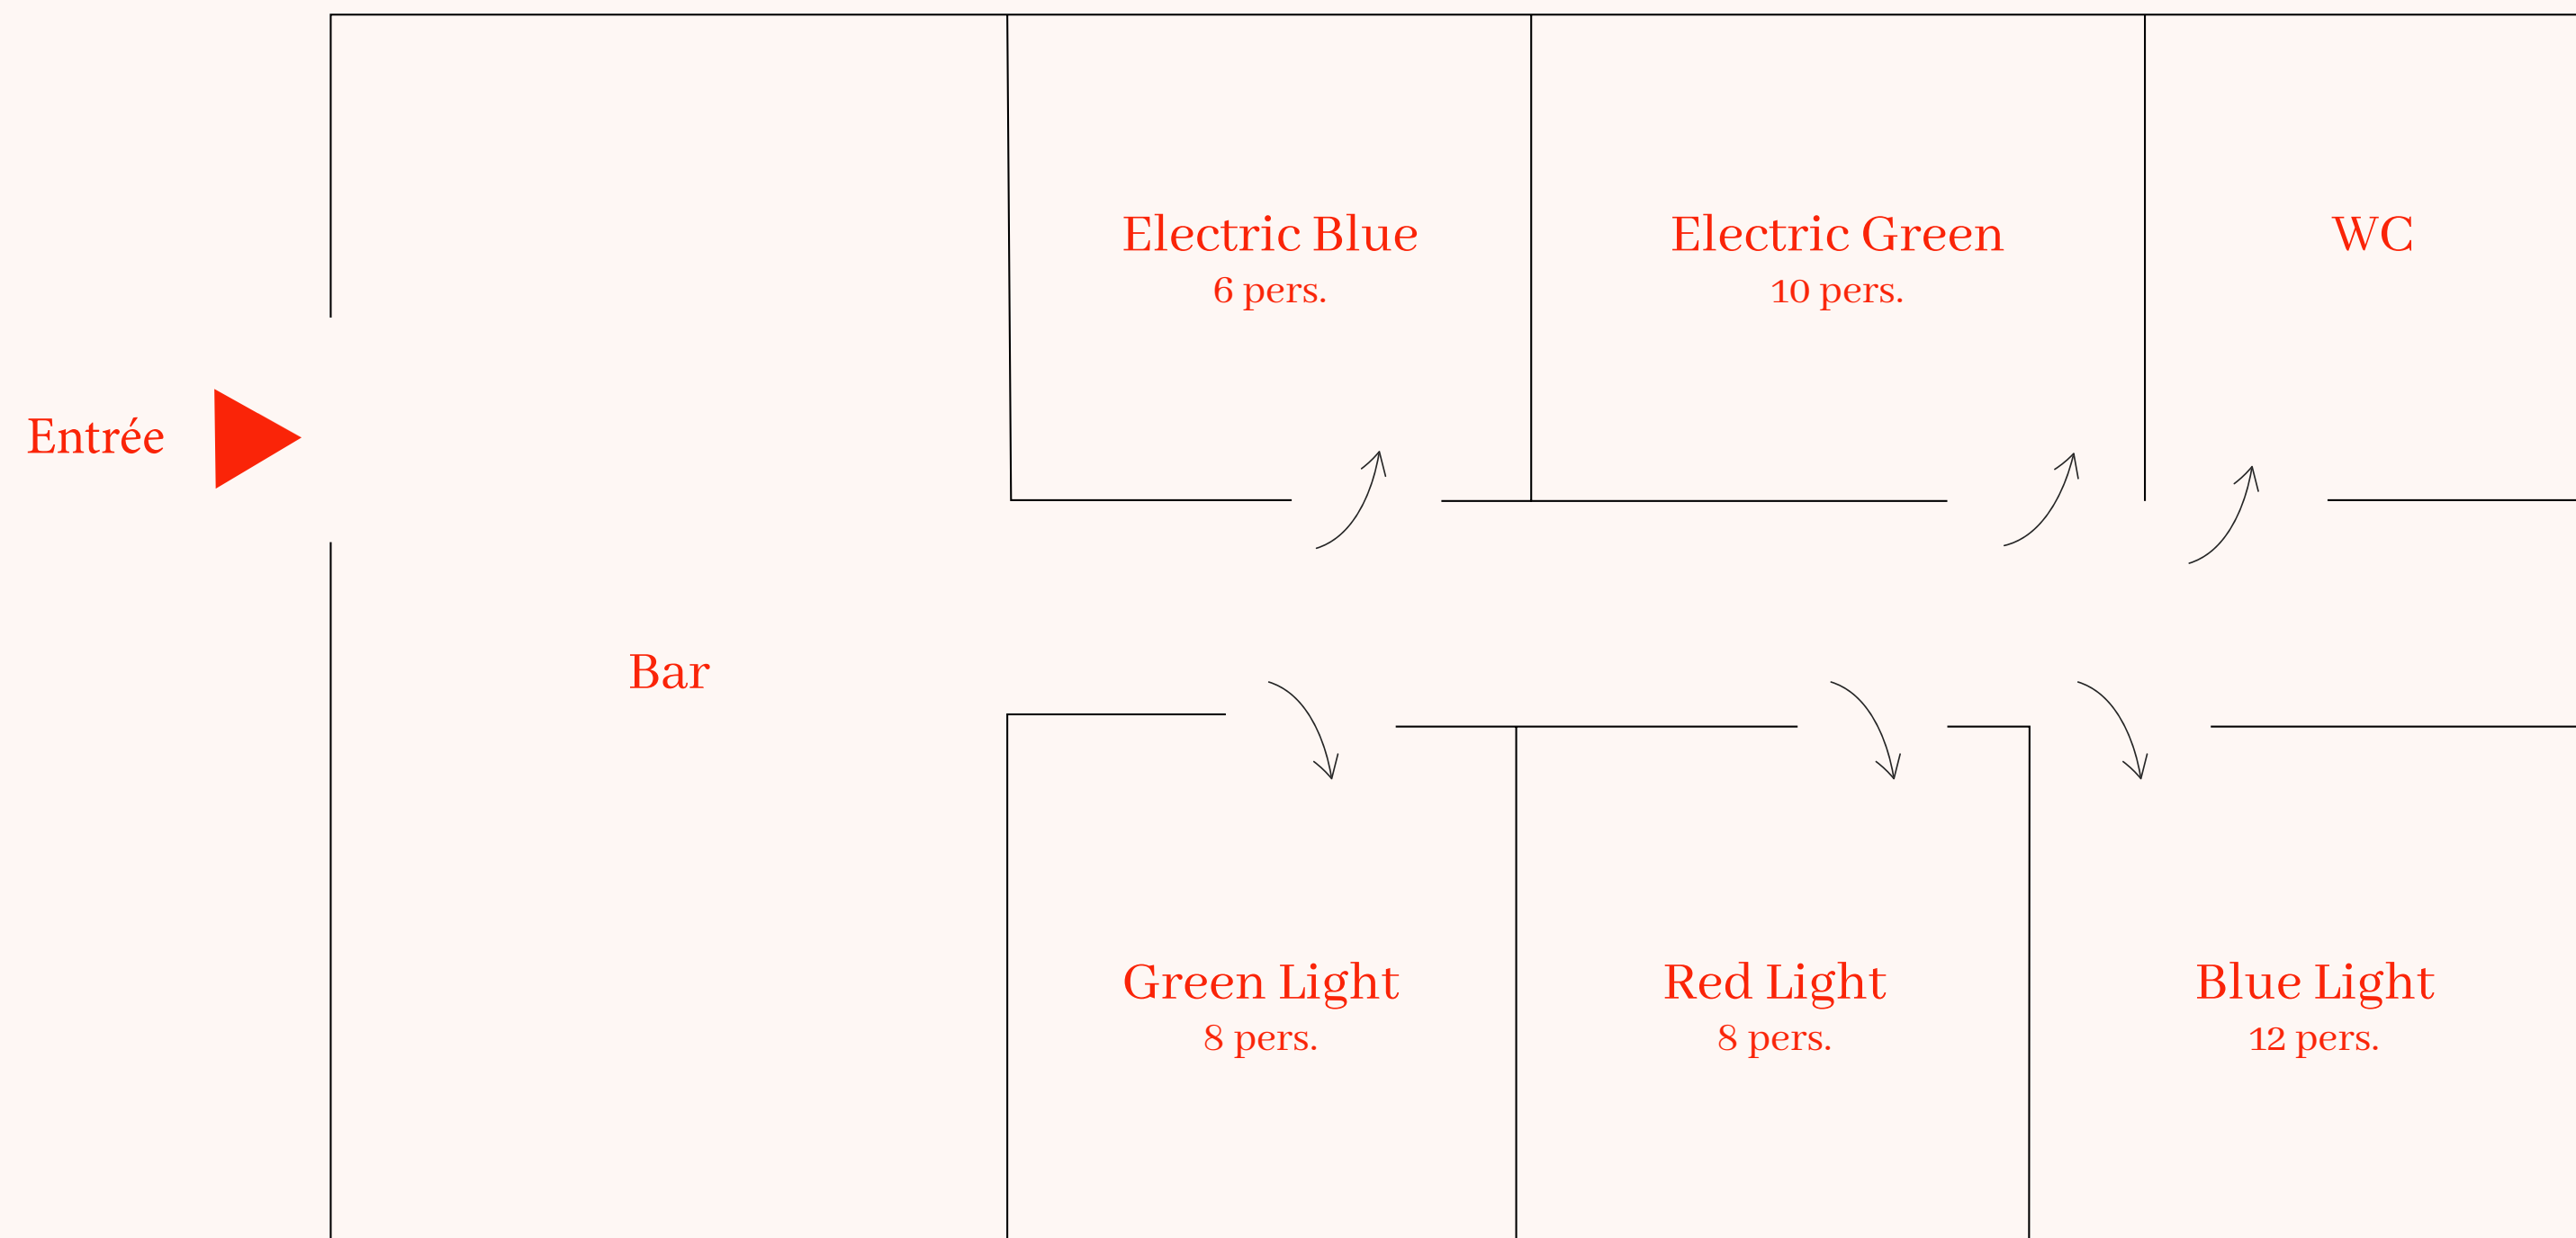 Electric Blue
6 pers.
Electric Green
10 pers.
WC
Entrée
Bar
Green Light
8 pers.
Red Light
8 pers.
Blue Light
12 pers.